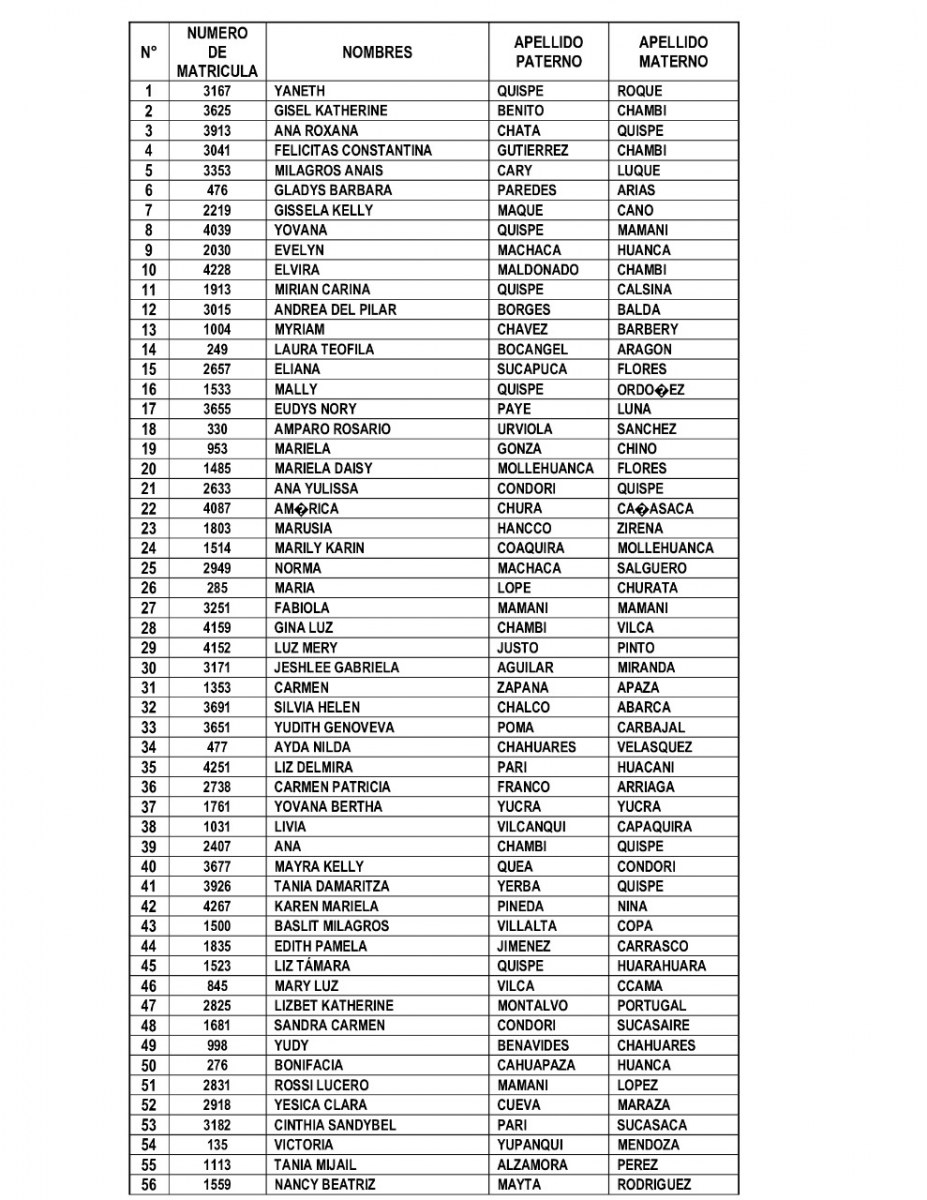 N° NUMERO DE MATRICULA NOMBRES APELLIDO PATERNO APELLIDO MATERNO
1 3167 YANETH QUISPE ROQUE
2 3625 GISEL KATHERINE BENITO CHAMBI
3 3913 ANA ROXANA CHATA QUISPE
4 3041 FELICITAS CONSTANTINA GUTIERREZ CHAMBI
5 3353 MILAGROS ANAIS CARY LUQUE
6 476 GLADYS BARBARA PAREDES ARIAS
7 2219 GISSELA KELLY MAQUE CANO
8 4039 YOVANA QUISPE MAMANI
9 2030 EVELYN MACHACA HUANCA
10 4228 ELVIRA MALDONADO CHAMBI
11 1913 MIRIAN CARINA QUISPE CALSINA
12 3015 ANDREA DEL PILAR BORGES BALDA
13 1004 MYRIAM CHAVEZ BARBERY
14 249 LAURA TEOFILA BOCANGEL ARAGON
15 2657 ELIANA SUCAPUCA FLORES
16 1533 MALLY QUISPE ORDO�EZ
17 3655 EUDYS NORY PAYE LUNA
18 330 AMPARO ROSARIO URVIOLA SANCHEZ
19 953 MARIELA GONZA CHINO
20 1485 MARIELA DAISY MOLLEHUANCA FLORES
21 2633 ANA YULISSA CONDORI QUISPE
22 4087 AM�RICA CHURA CA�ASACA
23 1803 MARUSIA HANCCO ZIRENA
24 1514 MARILY KARIN COAQUIRA MOLLEHUANCA
25 2949 NORMA MACHACA SALGUERO
26 285 MARIA LOPE CHURATA
27 3251 FABIOLA MAMANI MAMANI
28 4159 GINA LUZ CHAMBI VILCA
29 4152 LUZ MERY JUSTO PINTO
30 3171 JESHLEE GABRIELA AGUILAR MIRANDA
31 1353 CARMEN ZAPANA APAZA
32 3691 SILVIA HELEN CHALCO ABARCA
33 3651 YUDITH GENOVEVA POMA CARBAJAL
34 477 AYDA NILDA CHAHUARES VELASQUEZ
35 4251 LIZ DELMIRA PARI HUACANI
36 2738 CARMEN PATRICIA FRANCO ARRIAGA
37 1761 YOVANA BERTHA YUCRA YUCRA
38 1031 LIVIA VILCANQUI CAPAQUIRA
39 2407 ANA CHAMBI QUISPE
40 3677 MAYRA KELLY QUEA CONDORI
41 3926 TANIA DAMARITZA YERBA QUISPE
42 4267 KAREN MARIELA PINEDA NINA
43 1500 BASLIT MILAGROS VILLALTA COPA
44 1835 EDITH PAMELA JIMENEZ CARRASCO
45 1523 LIZ TÁMARA QUISPE HUARAHUARA
46 845 MARY LUZ VILCA CCAMA
47 2825 LIZBET KATHERINE MONTALVO PORTUGAL
48 1681 SANDRA CARMEN CONDORI SUCASAIRE
49 998 YUDY BENAVIDES CHAHUARES
50 276 BONIFACIA CAHUAPAZA HUANCA
51 2831 ROSSI LUCERO MAMANI LOPEZ
52 2918 YESICA CLARA CUEVA MARAZA
53 3182 CINTHIA SANDYBEL PARI SUCASACA
54 135 VICTORIA YUPANQUI MENDOZA
55 1113 TANIA MIJAIL ALZAMORA PEREZ
56 1559 NANCY BEATRIZ MAYTA RODRIGUEZ